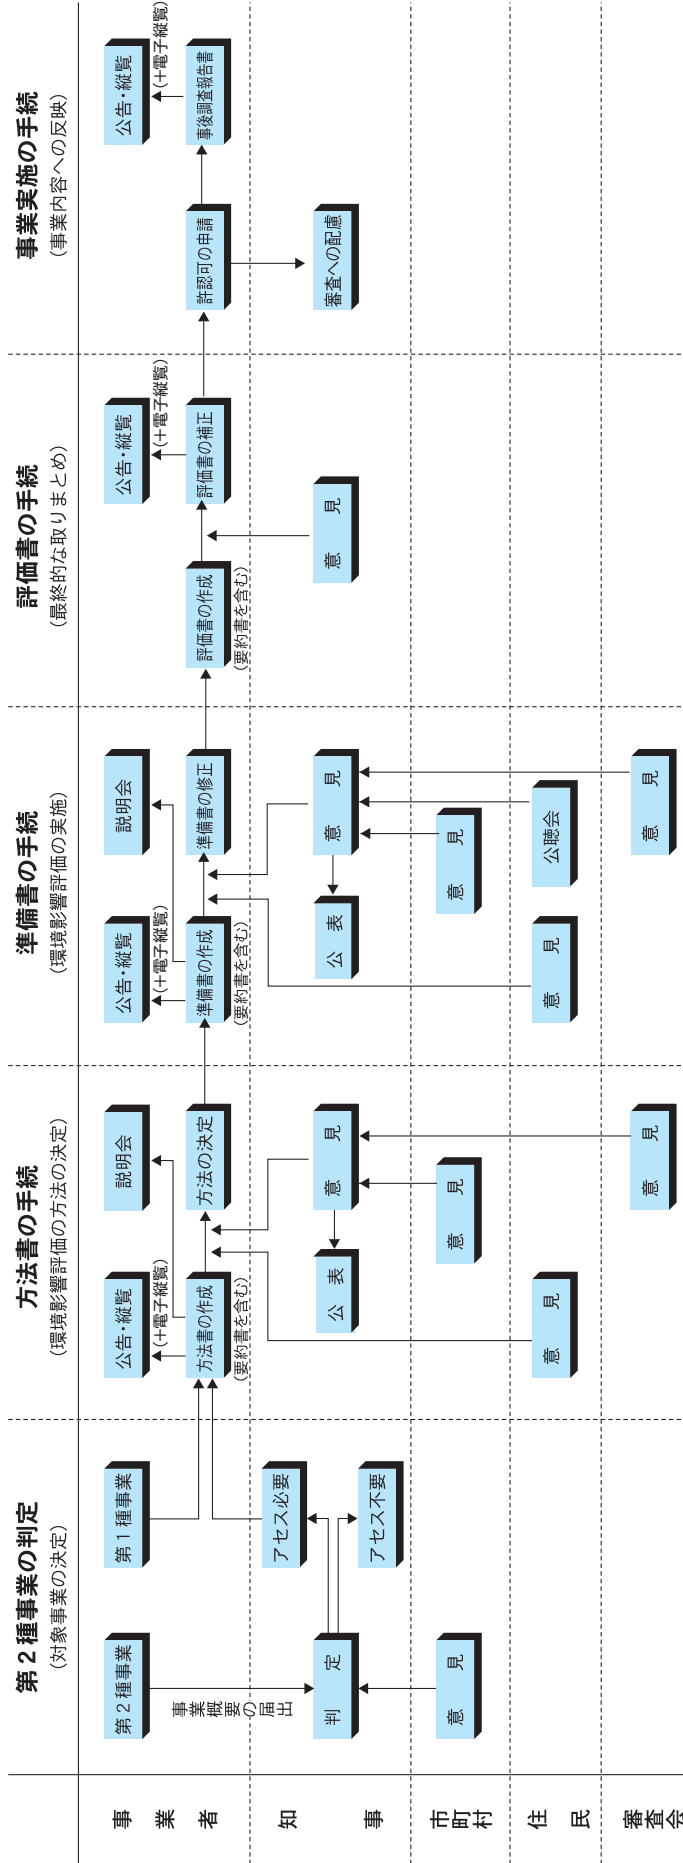 第２種事業の判定
(対象事業の決定)
方法書の手続
(環境影響評価の方法の決定)
準備書の手続
(環境影響評価の実施)
評価書の手続
(最終的な取りまとめ)
事業実施の手続
(事業内容への反映)
事業者
第２種事業
第１種事業
公告・縦覧
説明会
公告・縦覧
説明会
公告・縦覧
公告・縦覧
事業概要の届出
(＋電子縦覧)
(＋電子縦覧)
(＋電子縦覧)
(＋電子縦覧)
方法書の作成
方法の決定
準備書の作成
準備書の修正
評価書の作成
評価書の補正
許認可の申請
事後調査報告書
(要約書を含む)
(要約書を含む)
(要約書を含む)
知事
判定
アセス必要
アセス不要
公表
意見
公表
意見
意見
審査への配慮
市町村
意見
意見
意見
住民
意見
意見
公聴会
審査会
意見
意見